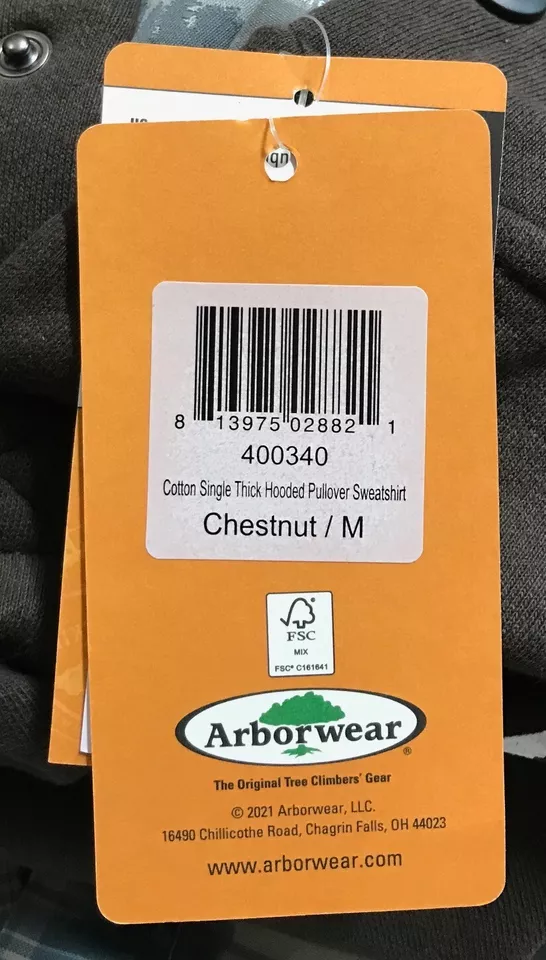 qn
8 13975 02882 1
400340
Cotton Single Thick Hooded Pullover Sweatshirt
Chestnut / M
FSC
MIX
FSC® C161641
Arborwear®
The Original Tree Climbers' Gear
© 2021 Arborwear, LLC.
16490 Chillicothe Road, Chagrin Falls, OH 44023
www.arborwear.com